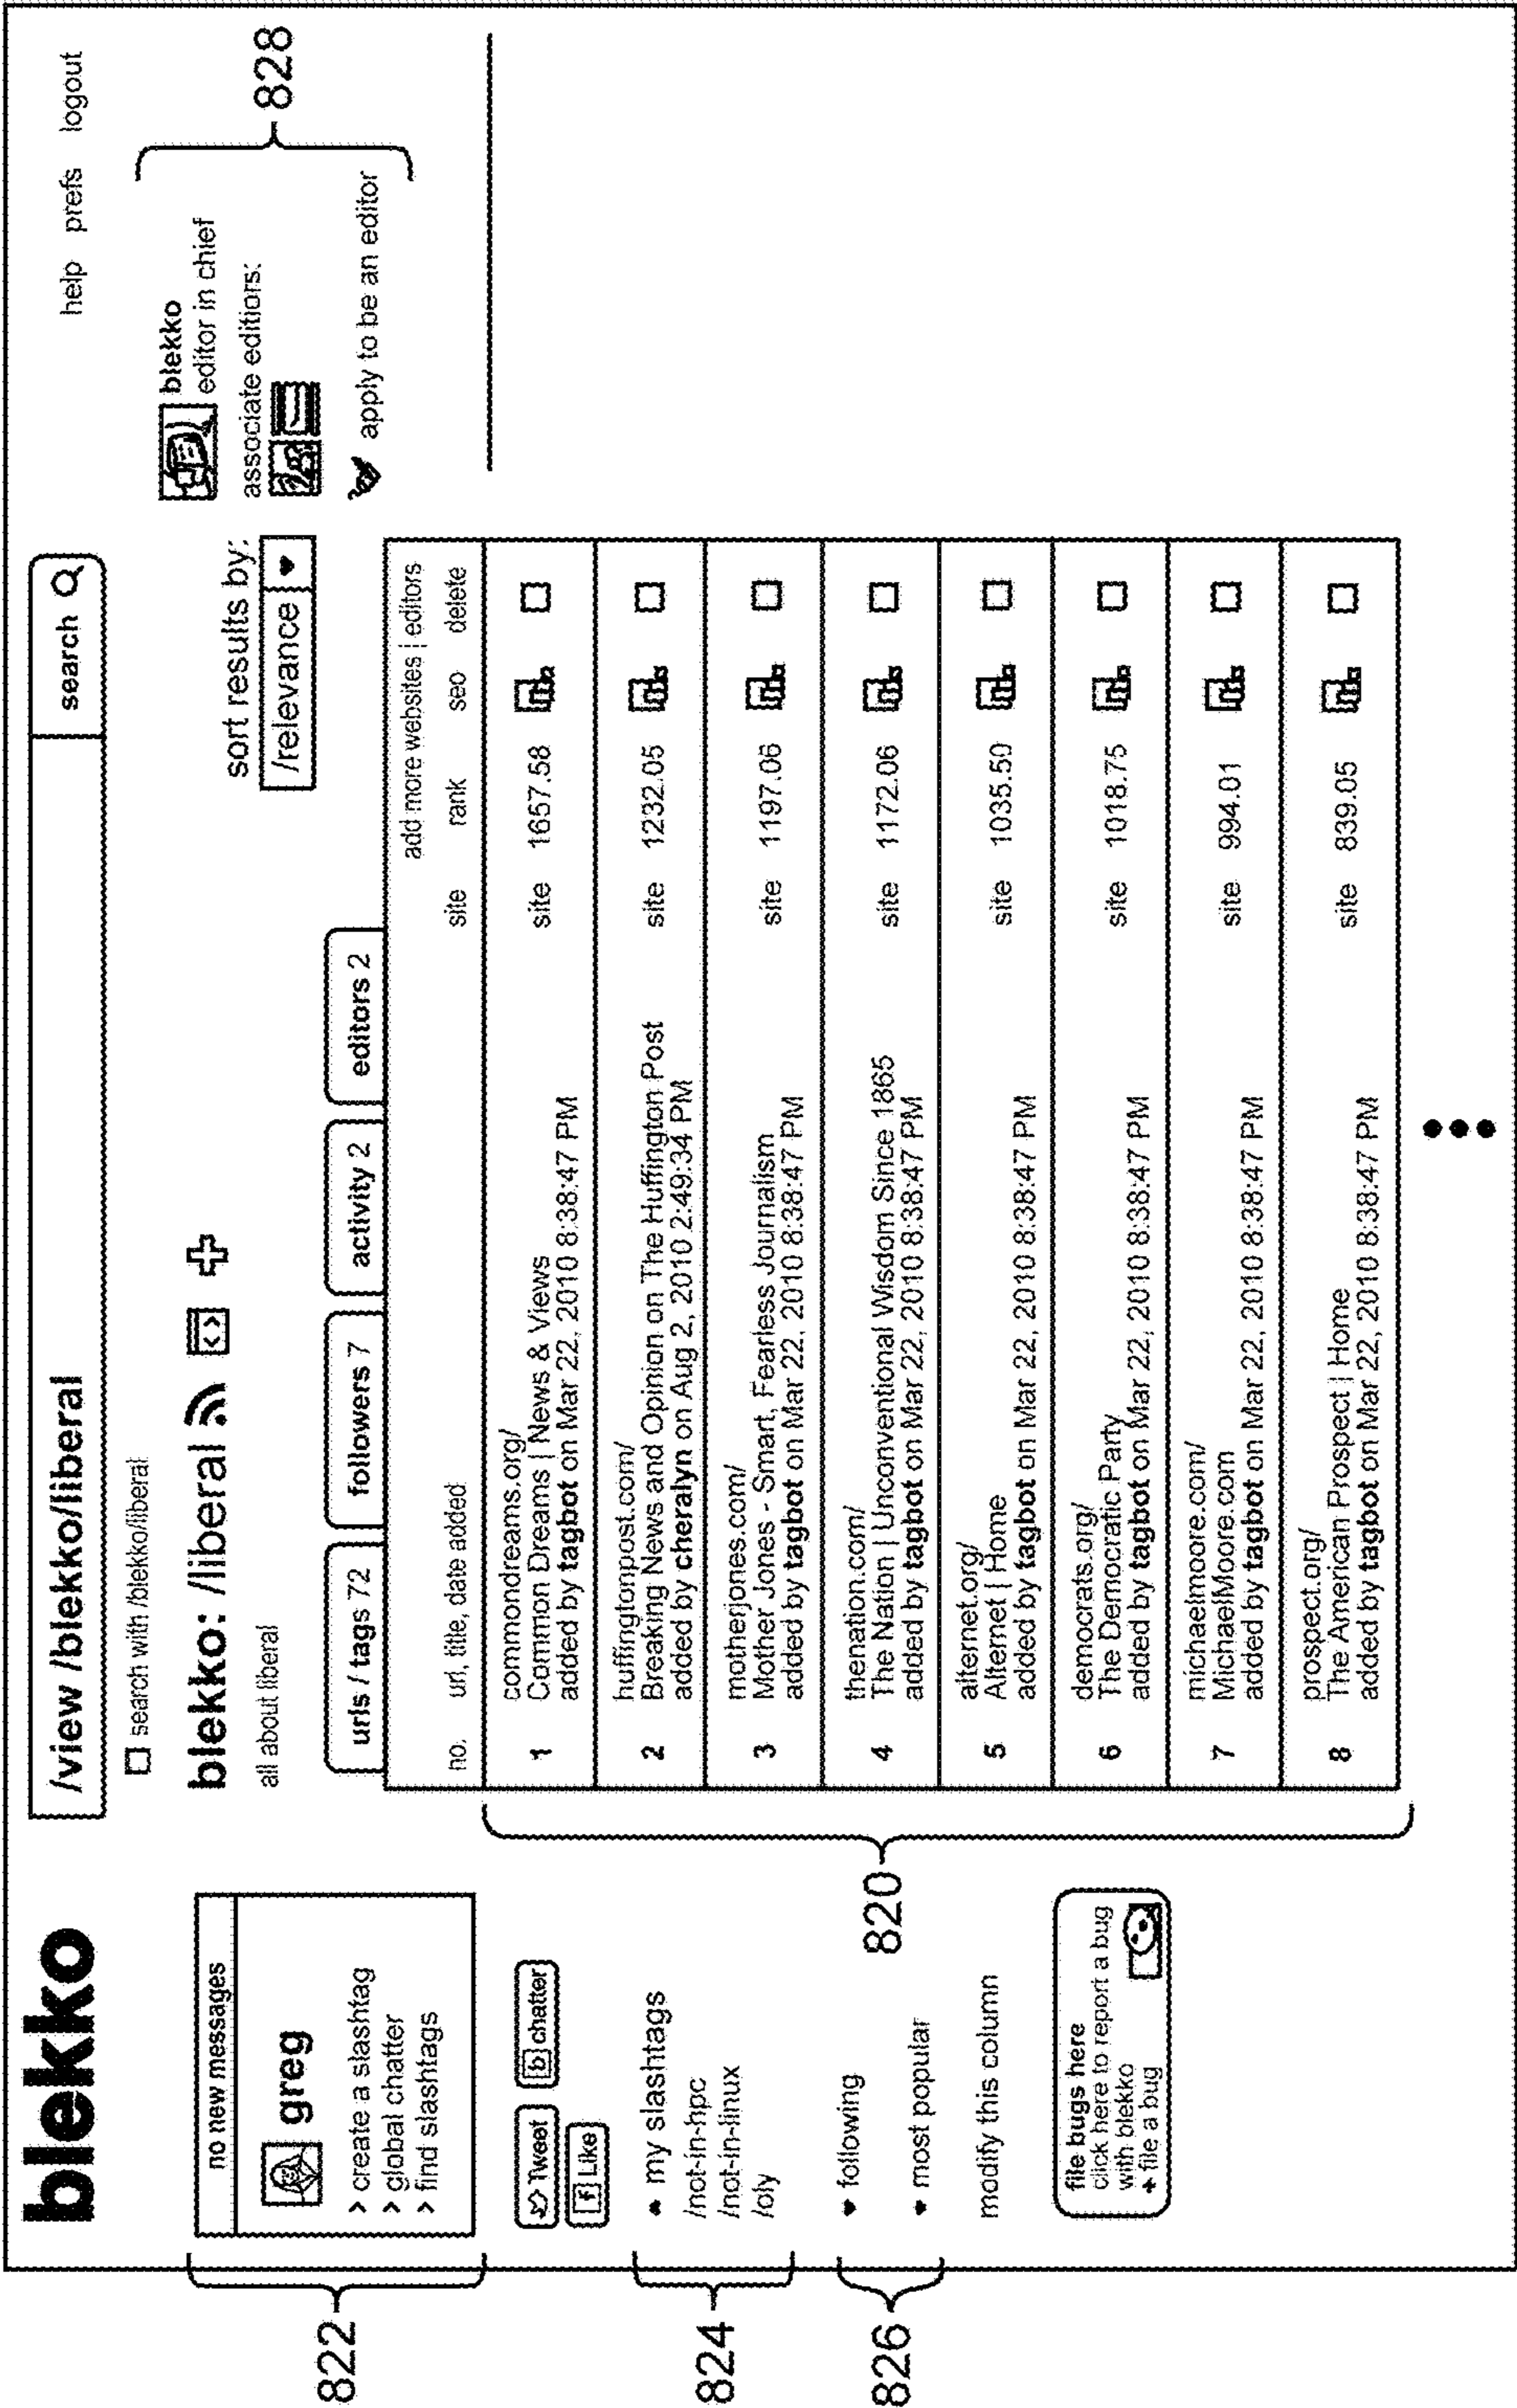 blekko
/view /blekko/liberal
search
help prefs logout
search with /blekko/liberal
no new messages
greg
> create a slashtag
> global chatter
> find slashtags
822
Tweet
b chatter
f Like
my slashtags
/not-in-hpc
/not-in-linux
/oly
824
following
most popular
826
modify this column
file bugs here
click here to report a bug
with blekko
+ file a bug
blekko: /liberal
all about liberal
sort results by:
/relevance
urls / tags 72
followers 7
activity 2
editors 2
add more websites | editors
no. url, title, date added site rank seo delete
1 commondreams.org/
Common Dreams | News & Views
added by tagbot on Mar 22, 2010 8:38:47 PM
site 1657.58
2 huffingtonpost.com/
Breaking News and Opinion on The Huffington Post
added by cheralyn on Aug 2, 2010 2:49:34 PM
site 1232.05
3 motherjones.com/
Mother Jones - Smart, Fearless Journalism
added by tagbot on Mar 22, 2010 8:38:47 PM
site 1197.06
4 thenation.com/
The Nation | Unconventional Wisdom Since 1865
added by tagbot on Mar 22, 2010 8:38:47 PM
site 1172.06
5 alternet.org/
Alternet | Home
added by tagbot on Mar 22, 2010 8:38:47 PM
site 1035.50
6 democrats.org/
The Democratic Party
added by tagbot on Mar 22, 2010 8:38:47 PM
site 1018.75
7 michaelmoore.com/
MichaelMoore.com
added by tagbot on Mar 22, 2010 8:38:47 PM
site 994.01
8 prospect.org/
The American Prospect | Home
added by tagbot on Mar 22, 2010 8:38:47 PM
site 839.05
820
blekko
editor in chief
associate editiors:
apply to be an editor
828